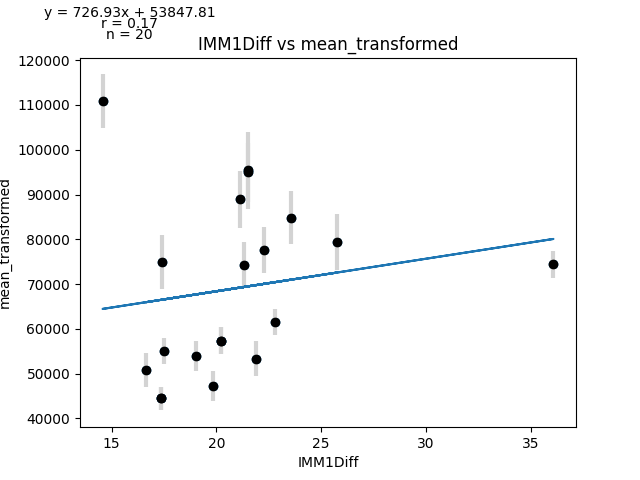 y = 726.93x + 53847.81
r = 0.17
n = 20
IMM1Diff vs mean_transformed
120000
110000
100000
90000
80000
70000
60000
50000
40000
mean_transformed
15 20 25 30 35
IMM1Diff